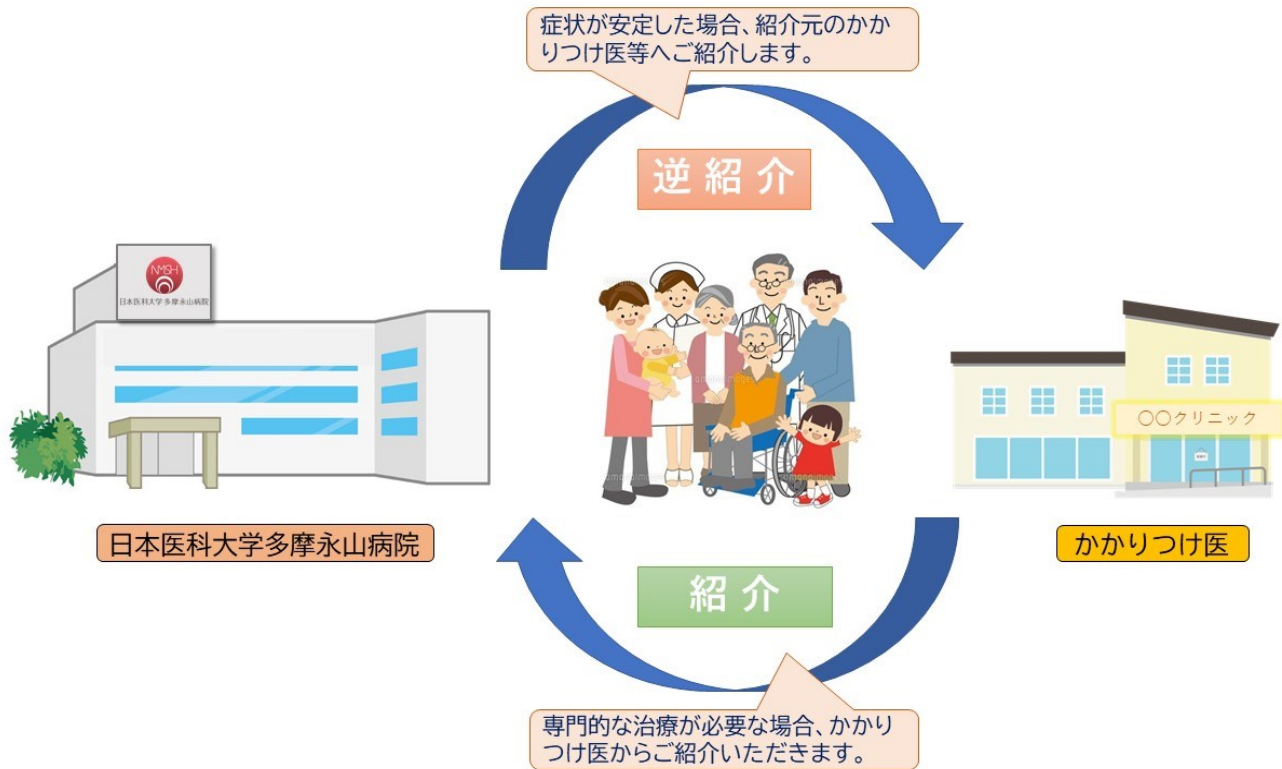 症状が安定した場合、紹介元のかか
りつけ医等へご紹介します。
逆紹介
NMSH
日本医科大学多摩永山病院
〇〇クリニック
日本医科大学多摩永山病院
かかりつけ医
紹介
専門的な治療が必要な場合、かかり
つけ医からご紹介いただきます。